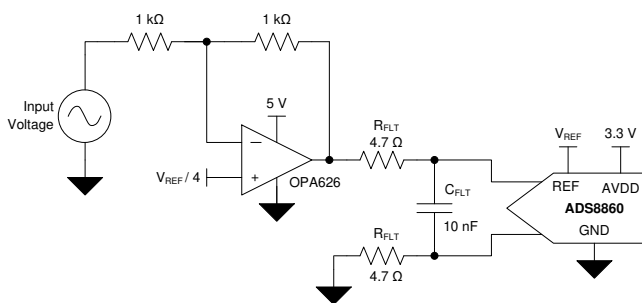 1 kΩ
1 kΩ
Input
Voltage
5 V
−
+
V_REF / 4
OPA626
R_FLT
4.7 Ω
C_FLT
10 nF
R_FLT
4.7 Ω
V_REF
3.3 V
REF
AVDD
ADS8860
GND